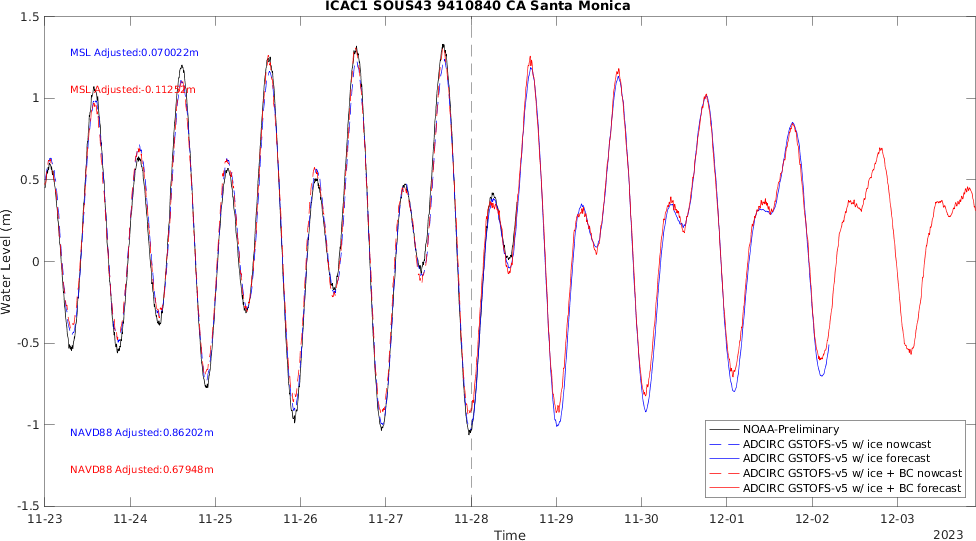 ICAC1 SOUS43 9410840 CA Santa Monica
1.5
MSL Adjusted:0.070022m
MSL Adjusted:-0.11257m
1
0.5
0
-0.5
-1
-1.5
Water Level (m)
NAVD88 Adjusted:0.86202m
NAVD88 Adjusted:0.67948m
NOAA-Preliminary
ADCIRC GSTOFS-v5 w/ ice nowcast
ADCIRC GSTOFS-v5 w/ ice forecast
ADCIRC GSTOFS-v5 w/ ice + BC nowcast
ADCIRC GSTOFS-v5 w/ ice + BC forecast
11-23 11-24 11-25 11-26 11-27 11-28 11-29 11-30 12-01 12-02 12-03
Time
2023